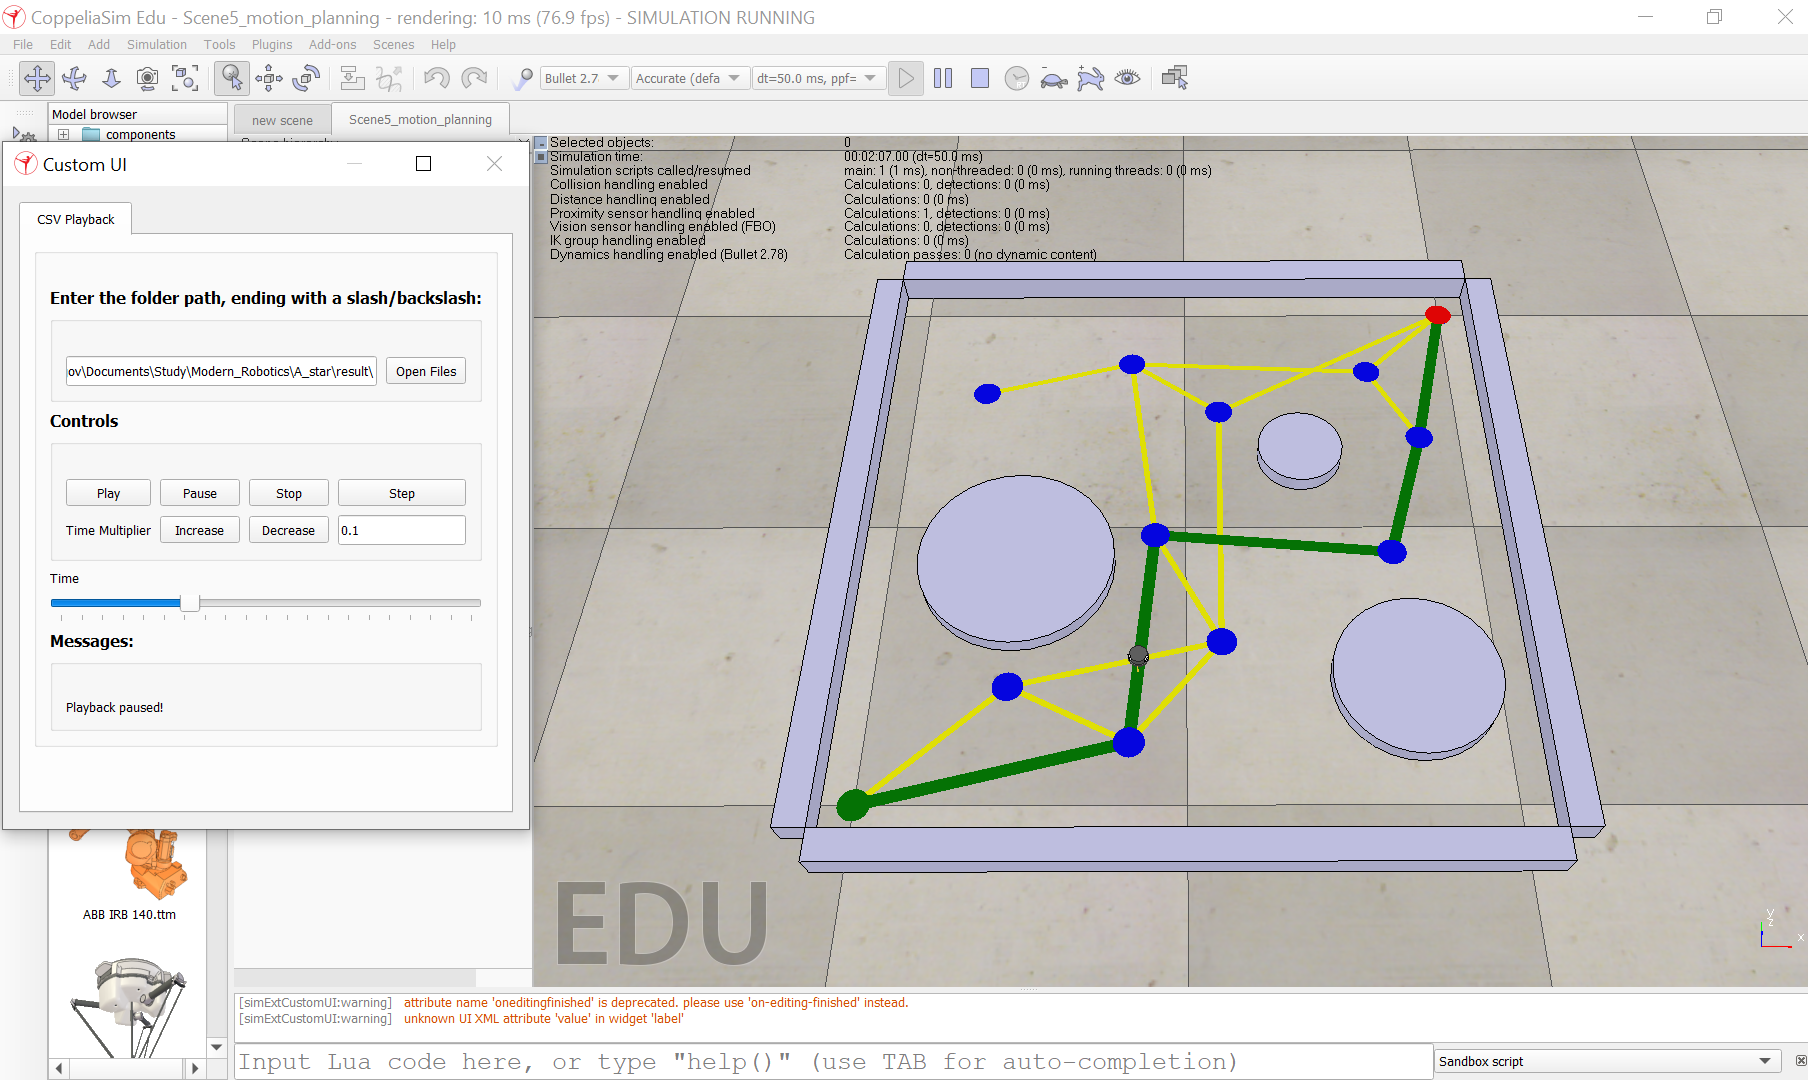 CoppeliaSim Edu - Scene5_motion_planning - rendering: 10 ms (76.9 fps) - SIMULATION RUNNING
File Edit Add Simulation Tools Plugins Add-ons Scenes Help
Bullet 2.7 Accurate (defa dt=50.0 ms, ppf=
Model browser
components
new scene
Scene5_motion_planning
Custom UI
CSV Playback
Enter the folder path, ending with a slash/backslash:
ov\Documents\Study\Modern_Robotics\A_star\result\
Open Files
Controls
Play Pause Stop Step
Time Multiplier Increase Decrease 0.1
Time
Messages:
Playback paused!
ABB IRB 140.ttm
Selected objects: 0
Simulation time: 00:02:07.00 (dt=50.0 ms)
Simulation scripts called/resumed main: 1 (1 ms), non-threaded: 0 (0 ms), running threads: 0 (0 ms)
Collision handling enabled Calculations: 0, detections: 0 (0 ms)
Distance handling enabled Calculations: 0 (0 ms)
Proximity sensor handling enabled Calculations: 1, detections: 0 (0 ms)
Vision sensor handling enabled (FBO) Calculations: 0, detections: 0 (0 ms)
IK group handling enabled Calculations: 0 (0 ms)
Dynamics handling enabled (Bullet 2.78) Calculation passes: 0 (no dynamic content)
EDU
y
z
x
[simExtCustomUI:warning] attribute name 'oneditingfinished' is deprecated. please use 'on-editing-finished' instead.
[simExtCustomUI:warning] unknown UI XML attribute 'value' in widget 'label'
Input Lua code here, or type "help()" (use TAB for auto-completion)
Sandbox script